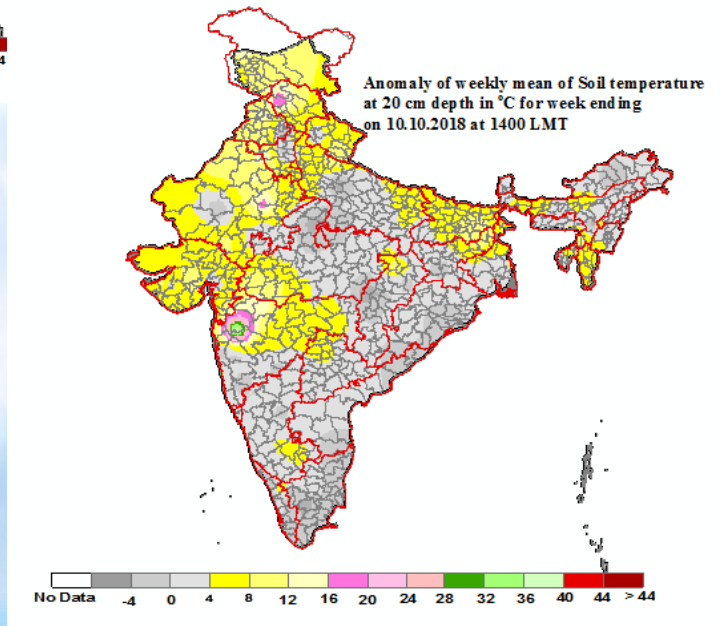 4
Anomaly of weekly mean of Soil temperature
at 20 cm depth in °C for week ending
on 10.10.2018 at 1400 LMT
No Data -4 0 4 8 12 16 20 24 28 32 36 40 44 > 44